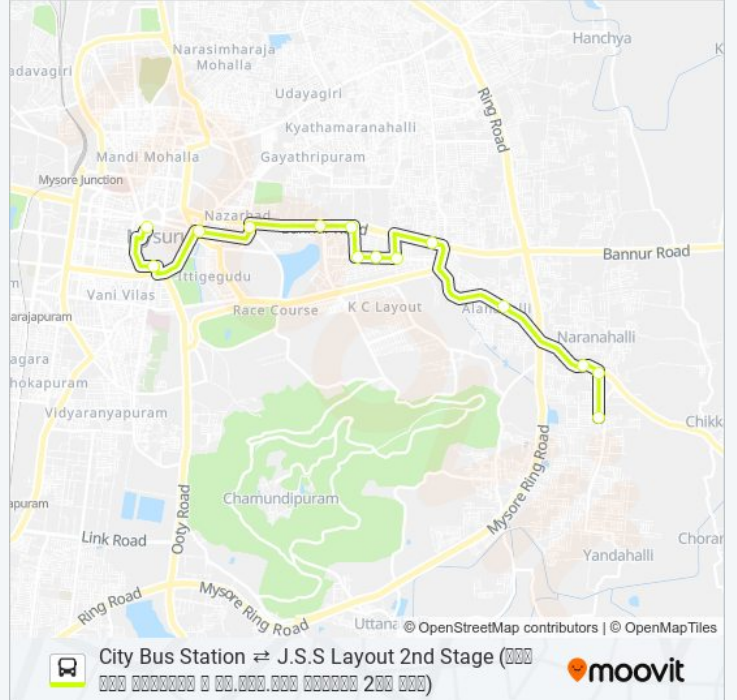 Hanchya
Narasimharaja
Mohalla
adavagiri
Udayagiri
Ring Road
Kyathamaranahalli
Mandi Mohalla
Gayathripuram
Mysore Junction
Nazarbad
Bannur Road
Ittigegudu
Vani Vilas
Race Course
K C Layout
arajapuram
Naranahalli
agara
hokapuram
Vidyaranyapuram
Chikk
Mysore Ring Road
Chamundipuram
apuram
Ooty Road
Link Road
Choran
Yandahalli
Ring Road
Mysore Ring Road
Uttana
© OpenStreetMap contributors | © OpenMapTiles
City Bus Station ⇄ J.S.S Layout 2nd Stage (
2
)
moovit